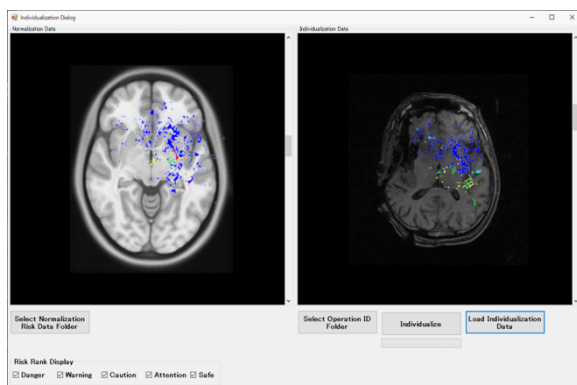 Individualization Dialog
Normalization Data
Individualization Data
Select Normalization
Risk Data Folder
Select Operation ID
Folder
Individualize
Load Individualization
Data
Risk Rank Display
Danger
Warning
Caution
Attention
Safe